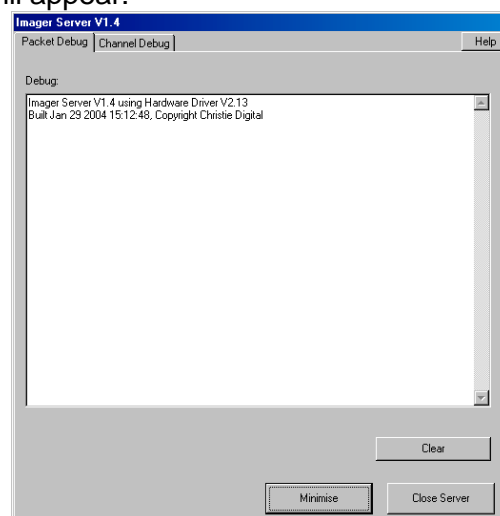 ill appear.
Imager Server V1.4
Packet Debug Channel Debug Help
Debug:
Imager Server V1.4 using Hardware Driver V2.13
Built Jan 29 2004 15:12:48, Copyright Christie Digital
Clear
Minimise Close Server